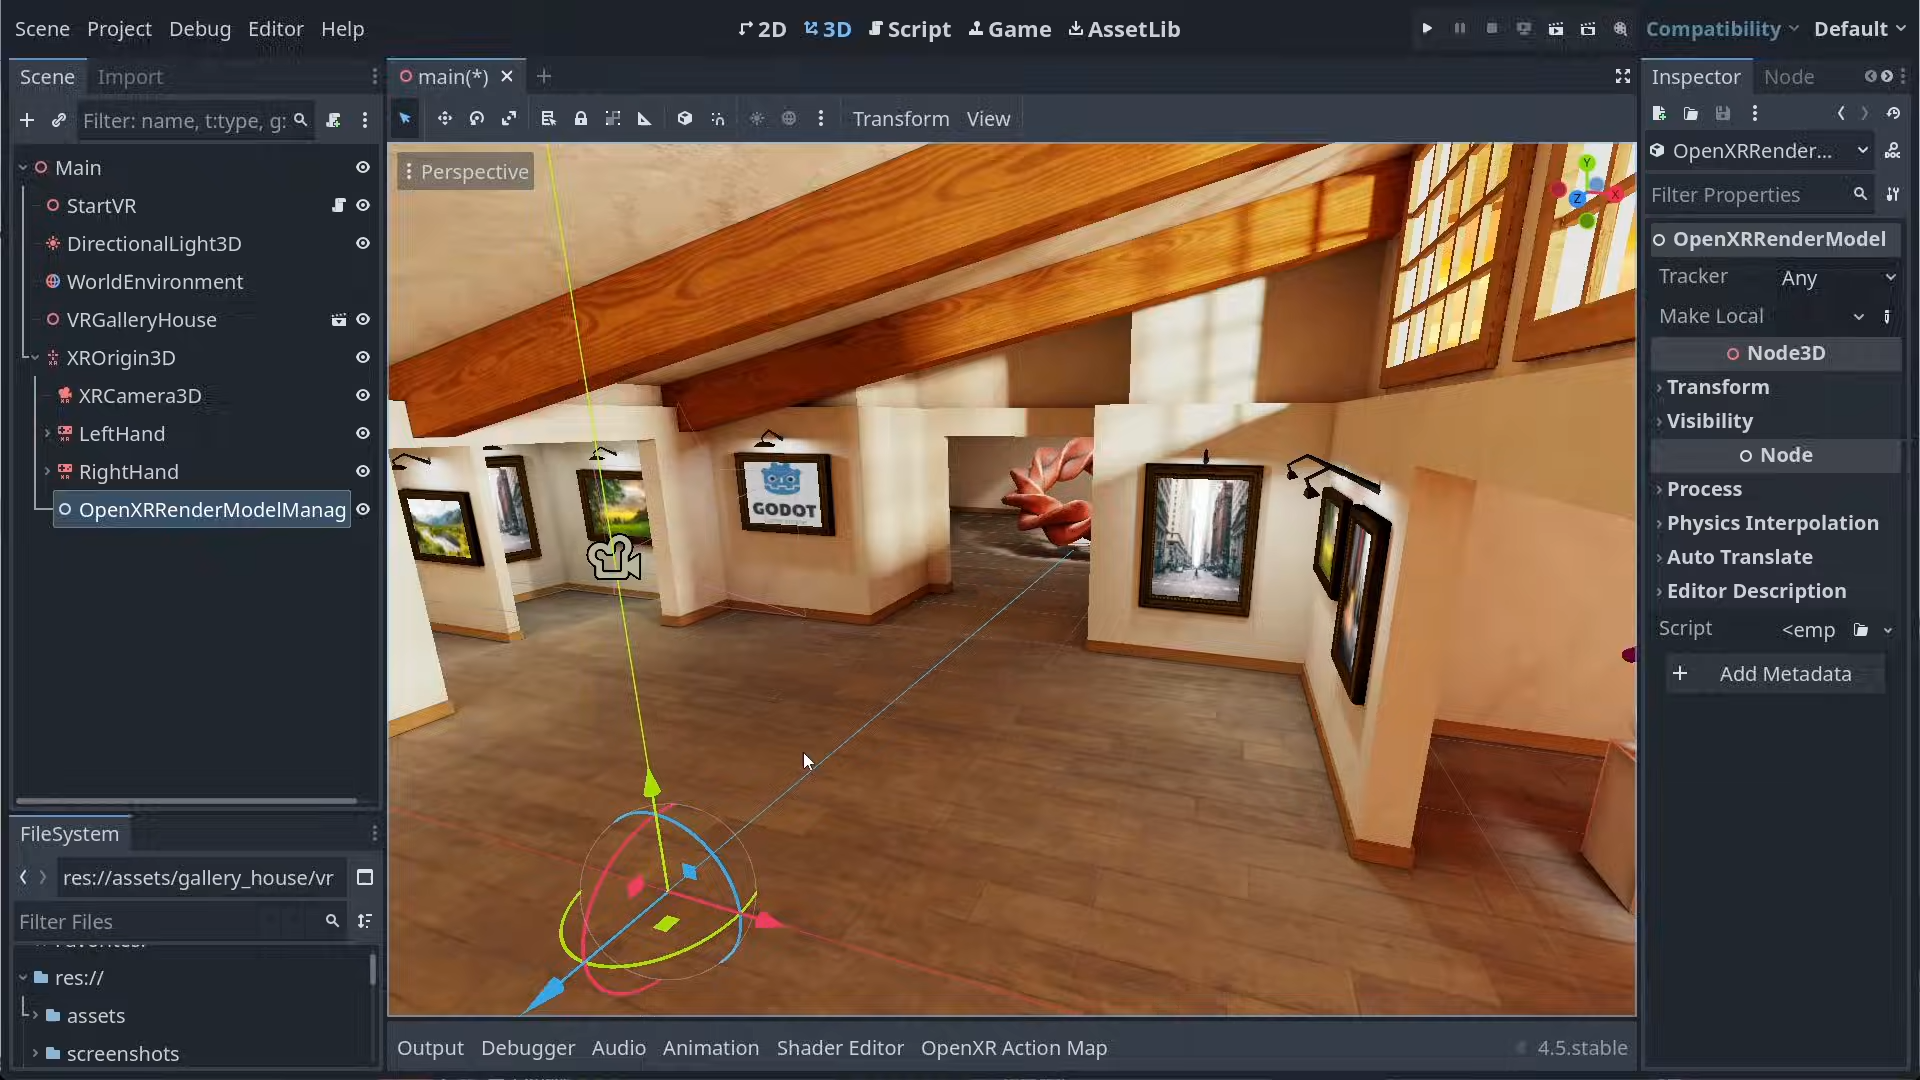 Scene Project Debug Editor Help
2D 3D Script Game AssetLib
Compatibility Default
Scene Import
Filter: name, t:type, g:
Main
StartVR
DirectionalLight3D
WorldEnvironment
VRGalleryHouse
XROrigin3D
XRCamera3D
LeftHand
RightHand
OpenXRRenderModelManag
FileSystem
res://assets/gallery_house/vr
Filter Files
res://
assets
screenshots
main(*)
Transform View
Perspective
Y
X
Z
GODOT
Output Debugger Audio Animation Shader Editor OpenXR Action Map
4.5.stable
Inspector Node
OpenXRRender...
Filter Properties
OpenXRRenderModel
Tracker Any
Make Local
Node3D
Transform
Visibility
Node
Process
Physics Interpolation
Auto Translate
Editor Description
Script <emp
Add Metadata